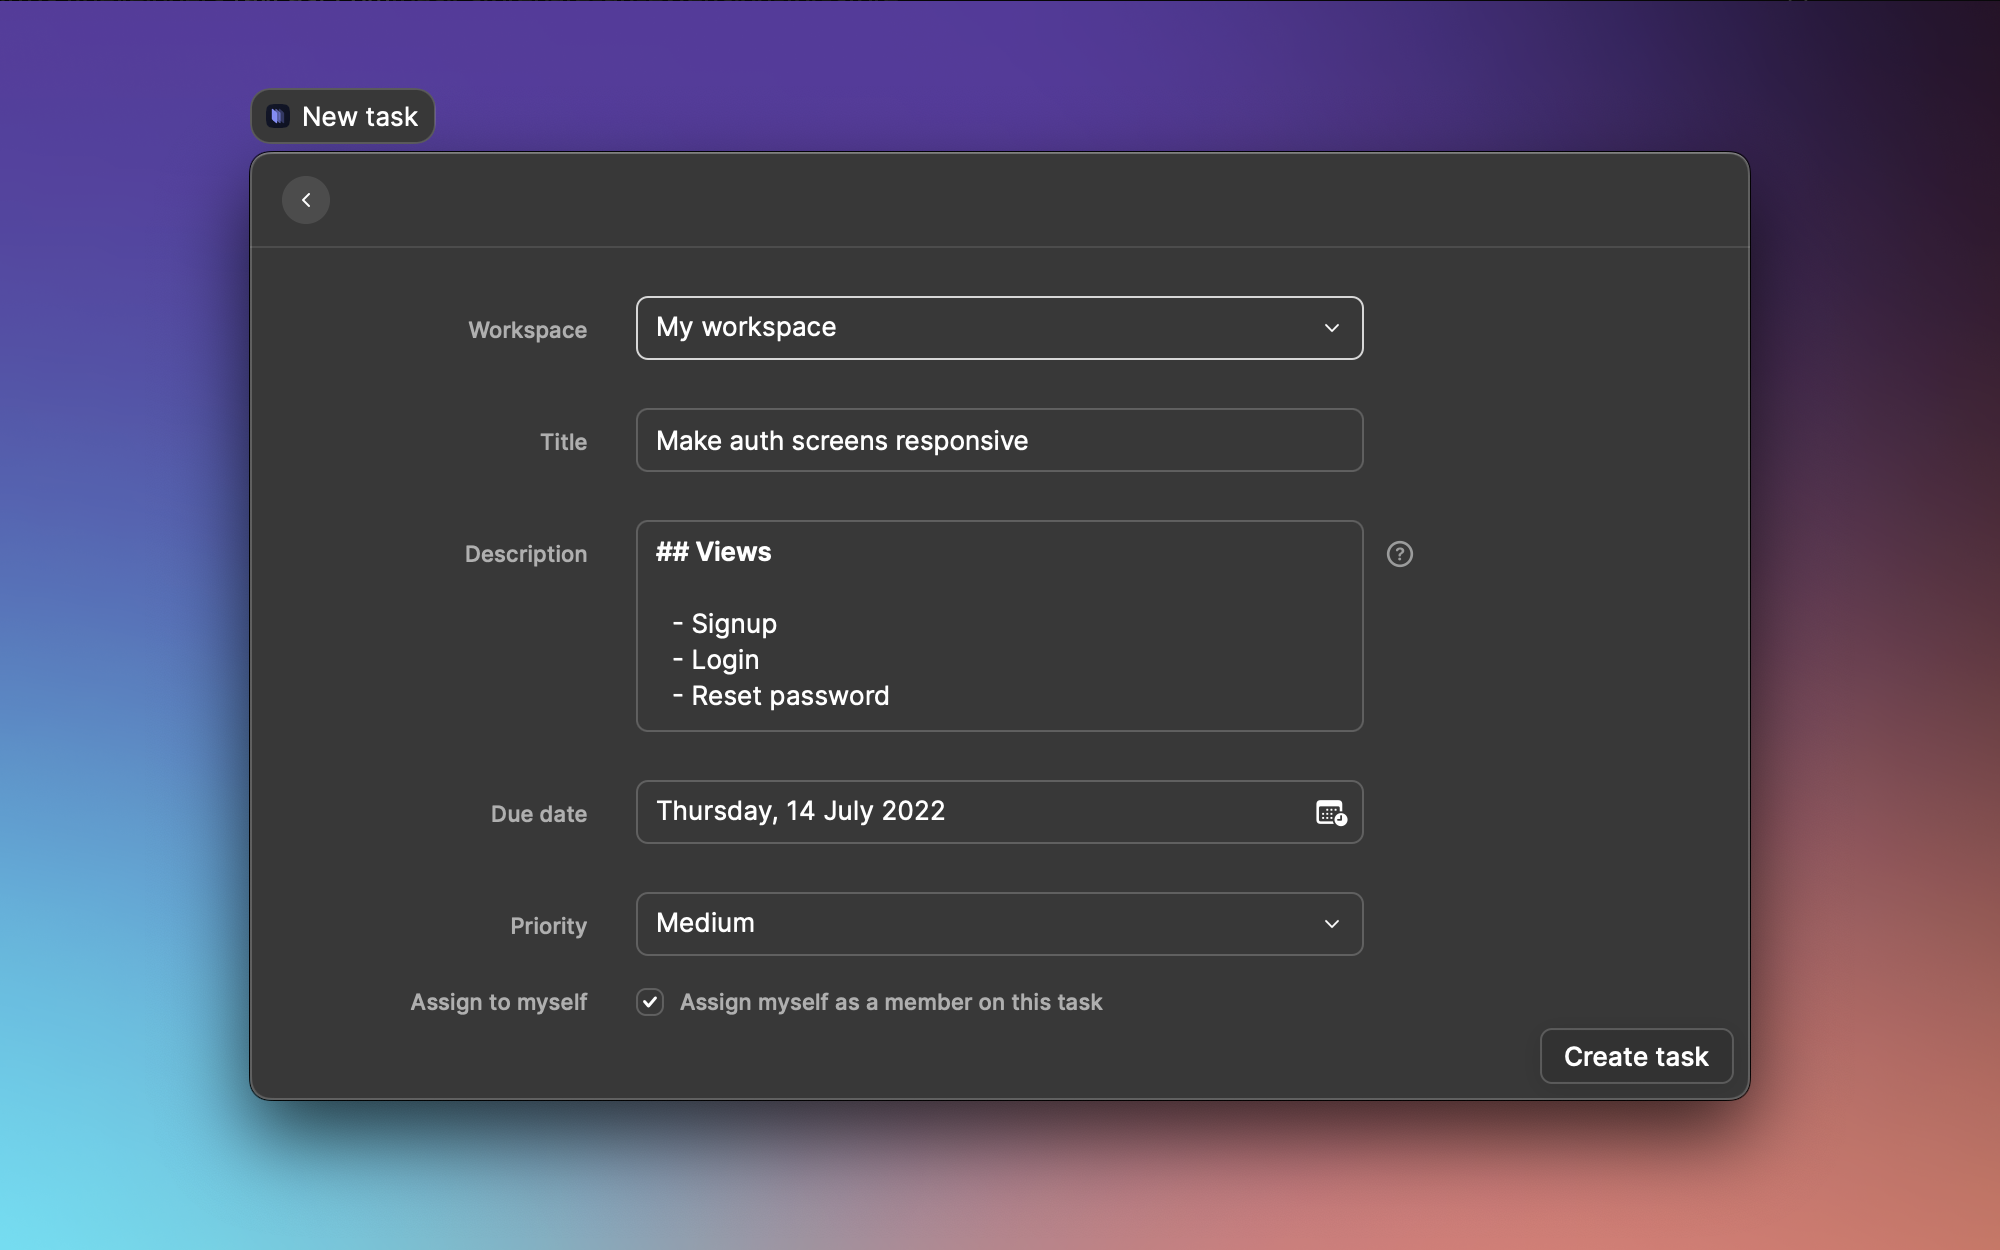 New task
Workspace
My workspace
Title
Make auth screens responsive
Description
## Views
- Signup
- Login
- Reset password
?
Due date
Thursday, 14 July 2022
Priority
Medium
Assign to myself
Assign myself as a member on this task
Create task